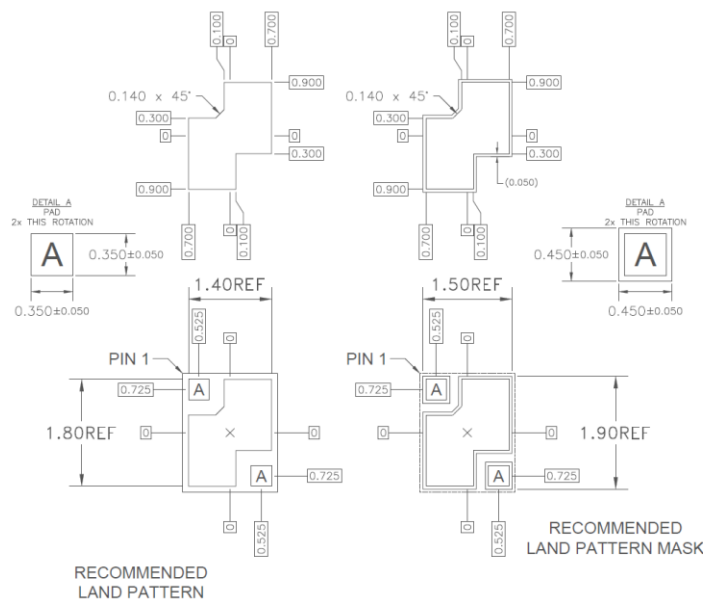 0.100
0
0.700
0.900
0.140 x 45°
0.300
0
0
0.300
0.900
0.700
0
0.100
0.100
0
0.700
0.900
0.140 x 45°
0.300
0
0
0.300
(0.050)
0.900
0.700
0
0.100
DETAIL A
PAD
2x THIS ROTATION
A
0.350±0.050
0.350±0.050
DETAIL A
PAD
2x THIS ROTATION
A
0.450±0.050
0.450±0.050
1.40REF
0.525
0
PIN 1
0.725
A
1.80REF
0
0
A
0.725
0
0.525
RECOMMENDED
LAND PATTERN
1.50REF
0.525
0
PIN 1
0.725
A
0
0
1.90REF
A
0.725
0
0.525
RECOMMENDED
LAND PATTERN MASK